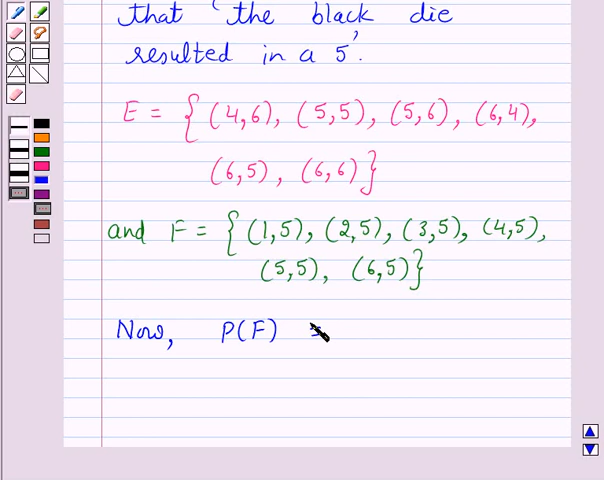 that 'the black die
resulted in a 5'.
E = { (4,6), (5,5), (5,6), (6,4),
(6,5), (6,6) }
and F = { (1,5), (2,5), (3,5), (4,5),
(5,5), (6,5) }
Now, P(F) =